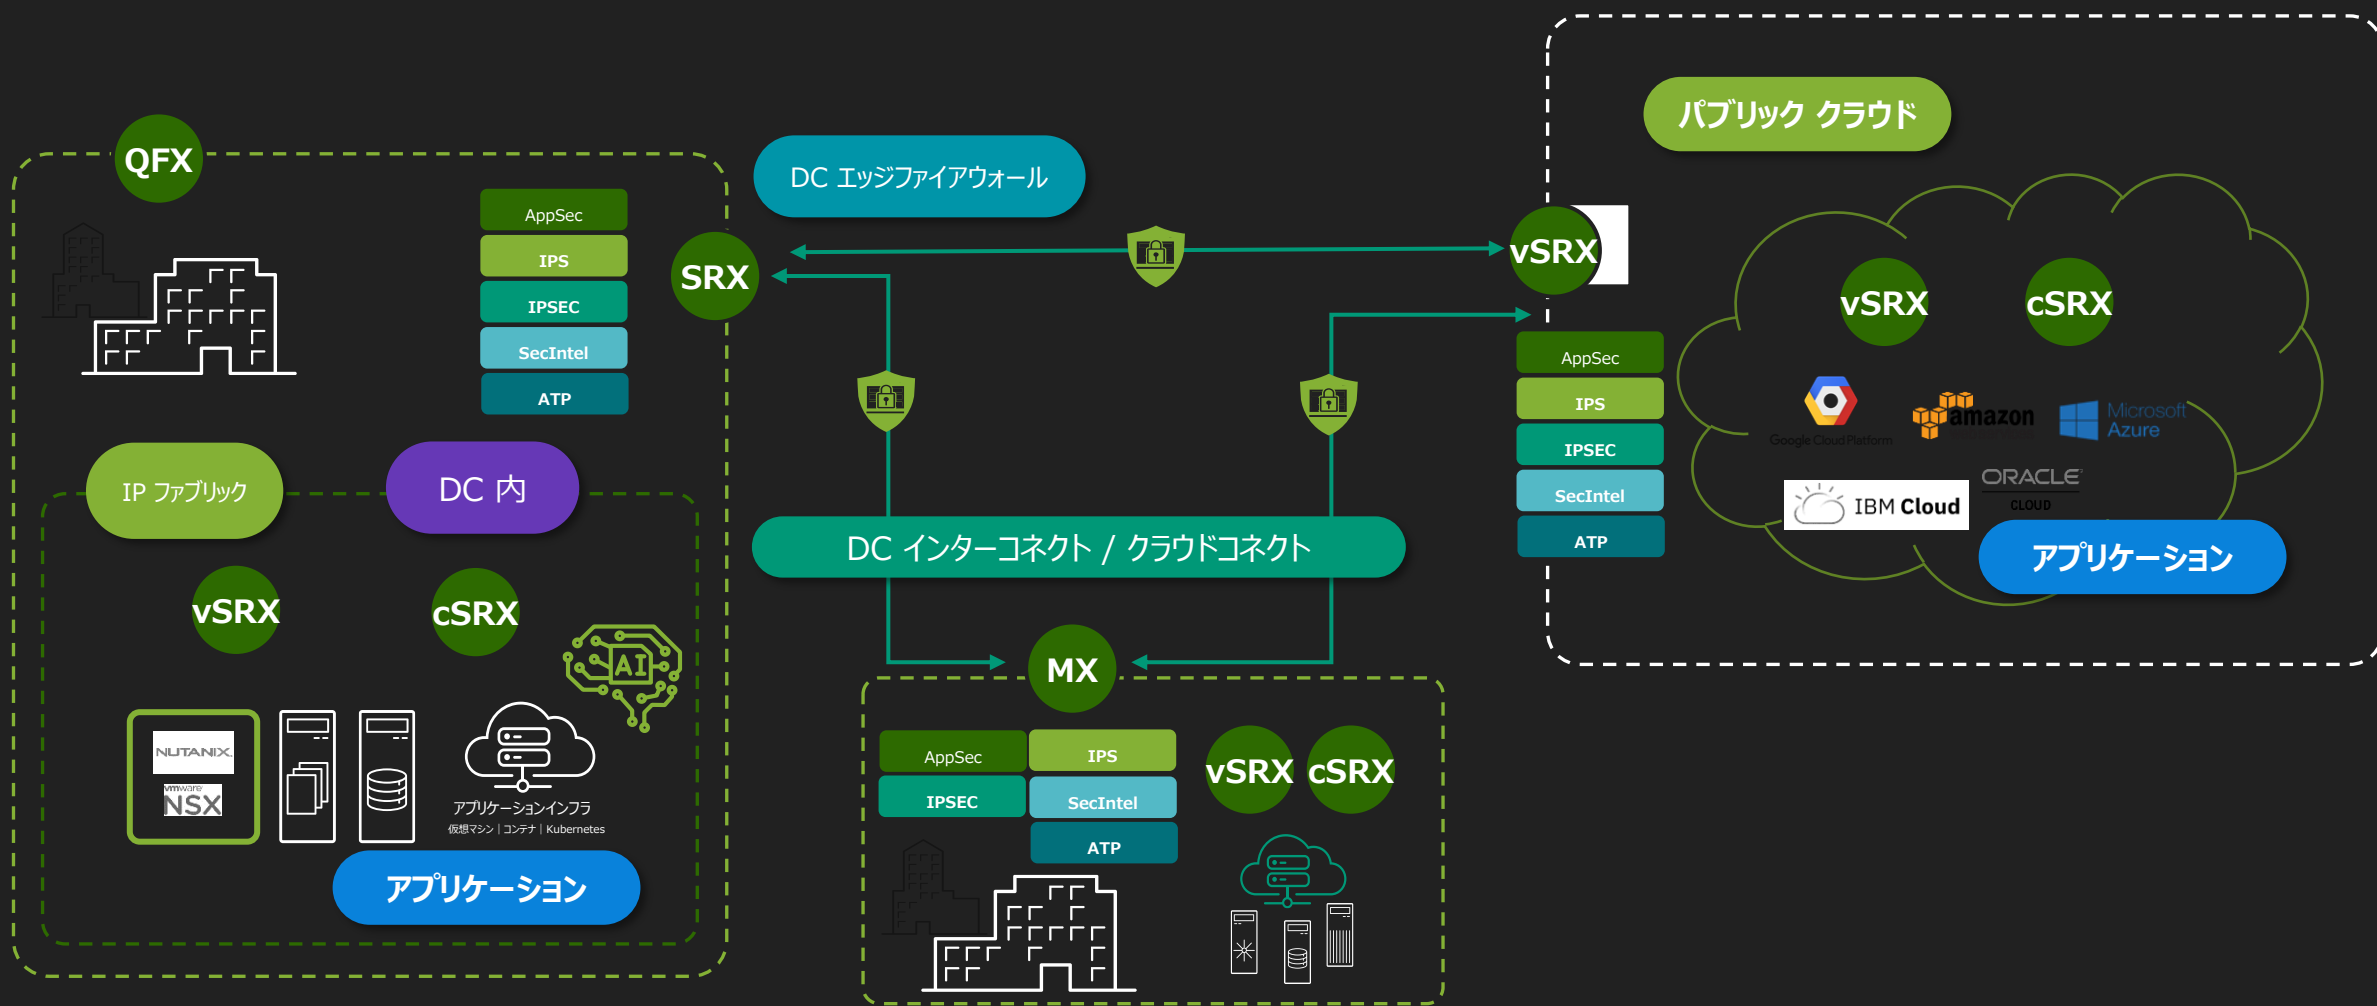 QFX
AppSec
IPS
IPSEC
SecIntel
ATP
SRX
IP ファブリック
DC 内
vSRX
cSRX
AI
NUTANIX
vmware
NSX
アプリケーションインフラ
仮想マシン | コンテナ | Kubernetes
アプリケーション
DC エッジファイアウォール
DC インターコネクト / クラウドコネクト
MX
AppSec
IPS
IPSEC
SecIntel
ATP
vSRX
cSRX
パブリック クラウド
vSRX
AppSec
IPS
IPSEC
SecIntel
ATP
vSRX
cSRX
Google Cloud Platform
amazon
Microsoft
Azure
IBM Cloud
ORACLE
CLOUD
アプリケーション